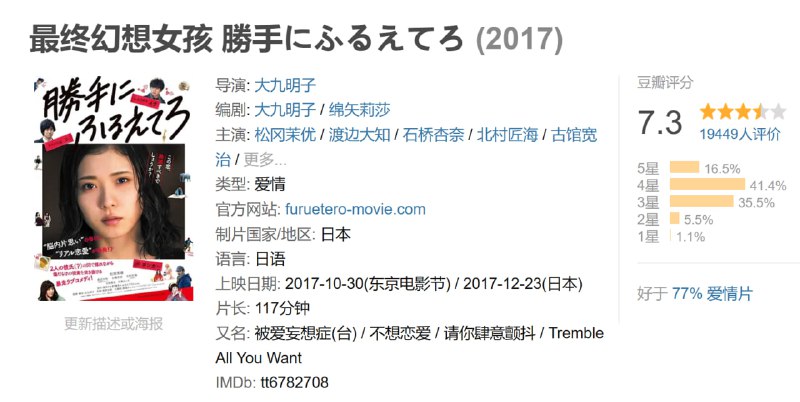 最终幻想女孩 勝手にふるえてろ (2017)
勝手に
ふるえてろ
この恋、
"脳内片思い"
"リアル恋愛"
暴走ラブコメディ!
更新描述或海报
导演: 大九明子
编剧: 大九明子 / 绵矢莉莎
主演: 松冈茉优 / 渡边大知 / 石桥杏奈 / 北村匠海 / 古馆宽
治 / 更多...
类型: 爱情
官方网站: furuetero-movie.com
制片国家/地区: 日本
语言: 日语
上映日期: 2017-10-30(东京电影节) / 2017-12-23(日本)
片长: 117分钟
又名: 被爱妄想症(台) / 不想恋爱 / 请你肆意颤抖 / Tremble
All You Want
IMDb: tt6782708
豆瓣评分
7.3
19449人评价
5星 16.5%
4星 41.4%
3星 35.5%
2星 5.5%
1星 1.1%
好于 77% 爱情片